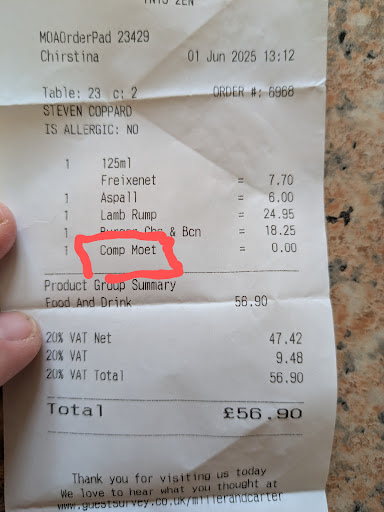 MOAOrderPad 23429
Chirstina 01 Jun 2025 13:12
Table: 23 c: 2 ORDER #: 6968
STEVEN COPPARD
IS ALLERGIC: NO
1 125ml
Freixenet = 7.70
1 Aspall = 6.00
1 Lamb Rump = 24.95
1 Burger Chs & Bcn = 18.25
1 Comp Moet = 0.00
Product Group Summary
Food And Drink 56.90
20% VAT Net 47.42
20% VAT 9.48
20% VAT Total 56.90
Total £56.90
Thank you for visiting us today
We love to hear what you thought at
www.guestsurvey.co.uk/millerandcarter